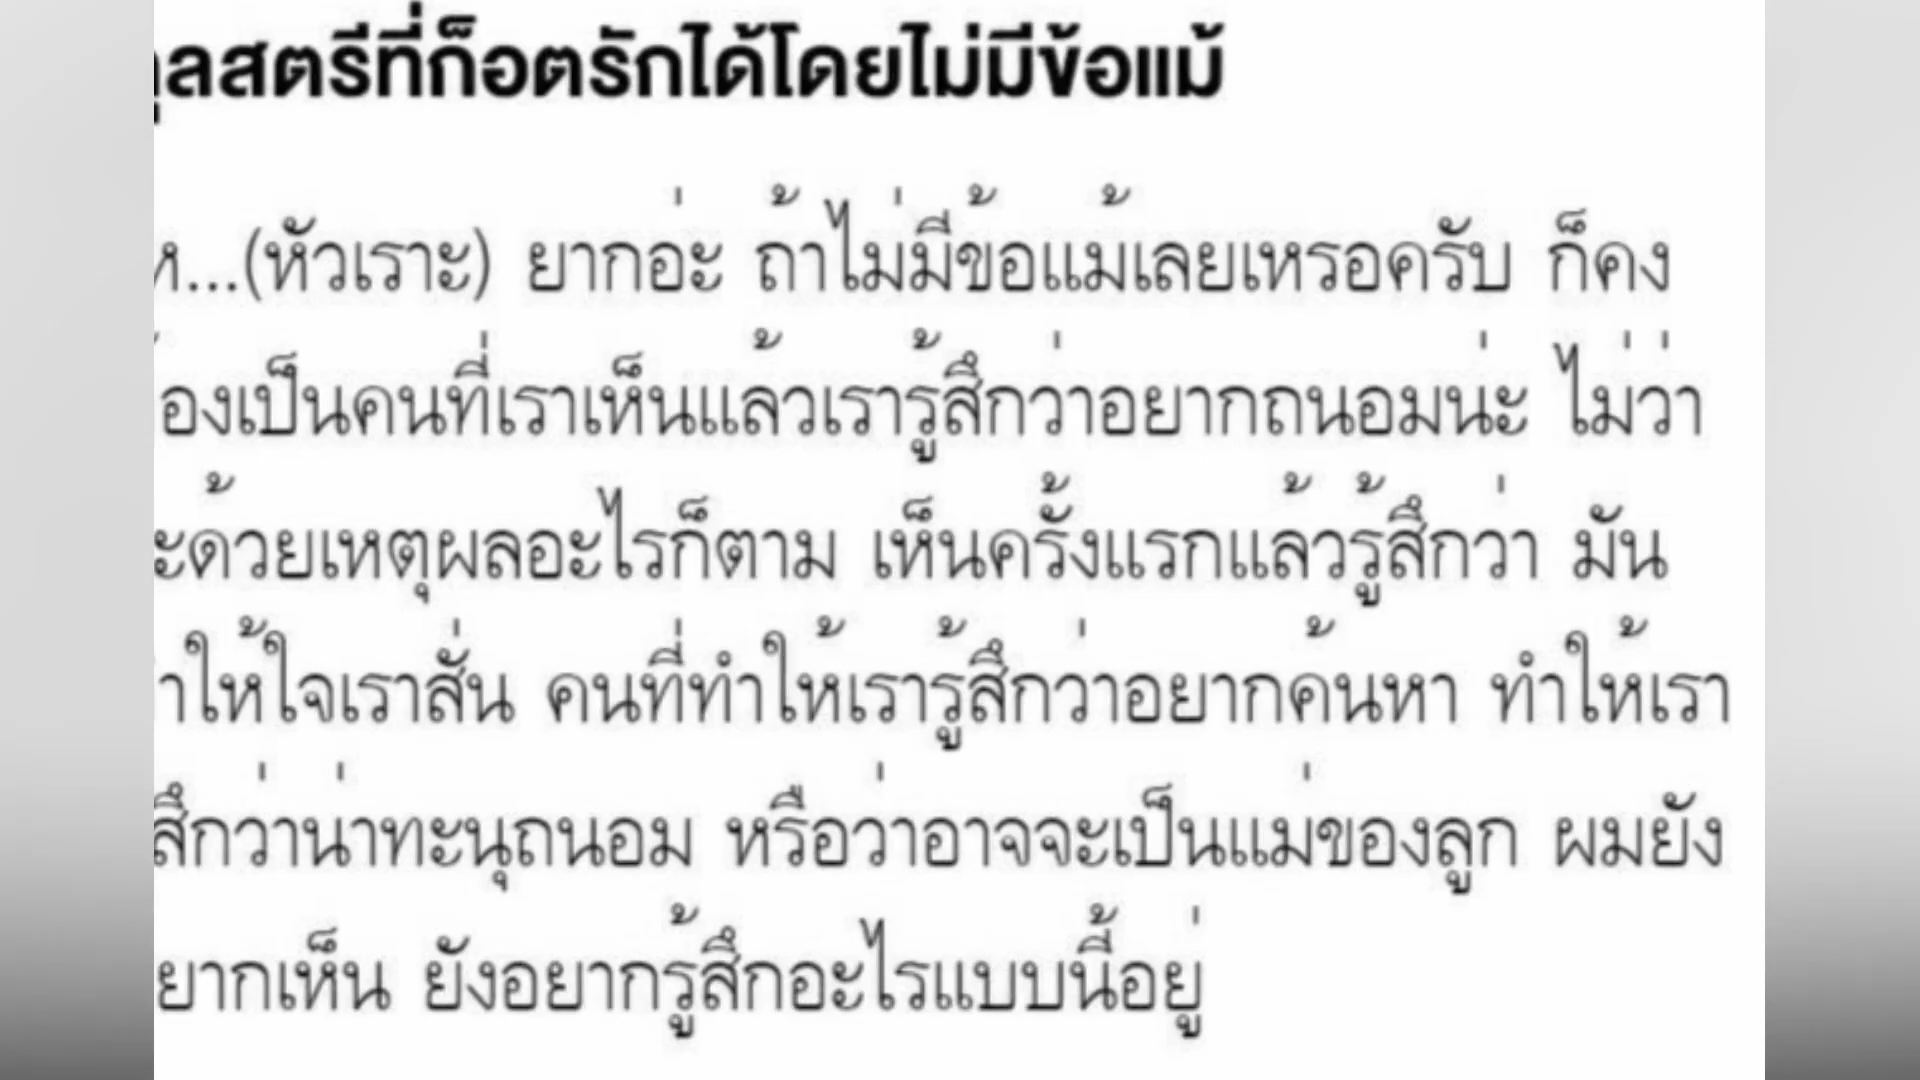 ุลสตรีที่ก็อตรักได้โดยไม่มีข้อแม้
...(หัวเราะ) ยากอ่ะ ถ้าไม่มีข้อแม้เลยเหรอครับ ก็คง
องเป็นคนที่เราเห็นแล้วเรารู้สึกว่าอยากถนอมน่ะ ไม่ว่า
ะด้วยเหตุผลอะไรก็ตาม เห็นครั้งแรกแล้วรู้สึกว่า มัน
าให้ใจเราสั่น คนที่ทำให้เรารู้สึกว่าอยากค้นหา ทำให้เรา
สึกว่าน่าทะนุถนอม หรือว่าอาจจะเป็นแม่ของลูก ผมยัง
ยากเห็น ยังอยากรู้สึกอะไรแบบนี้อยู่